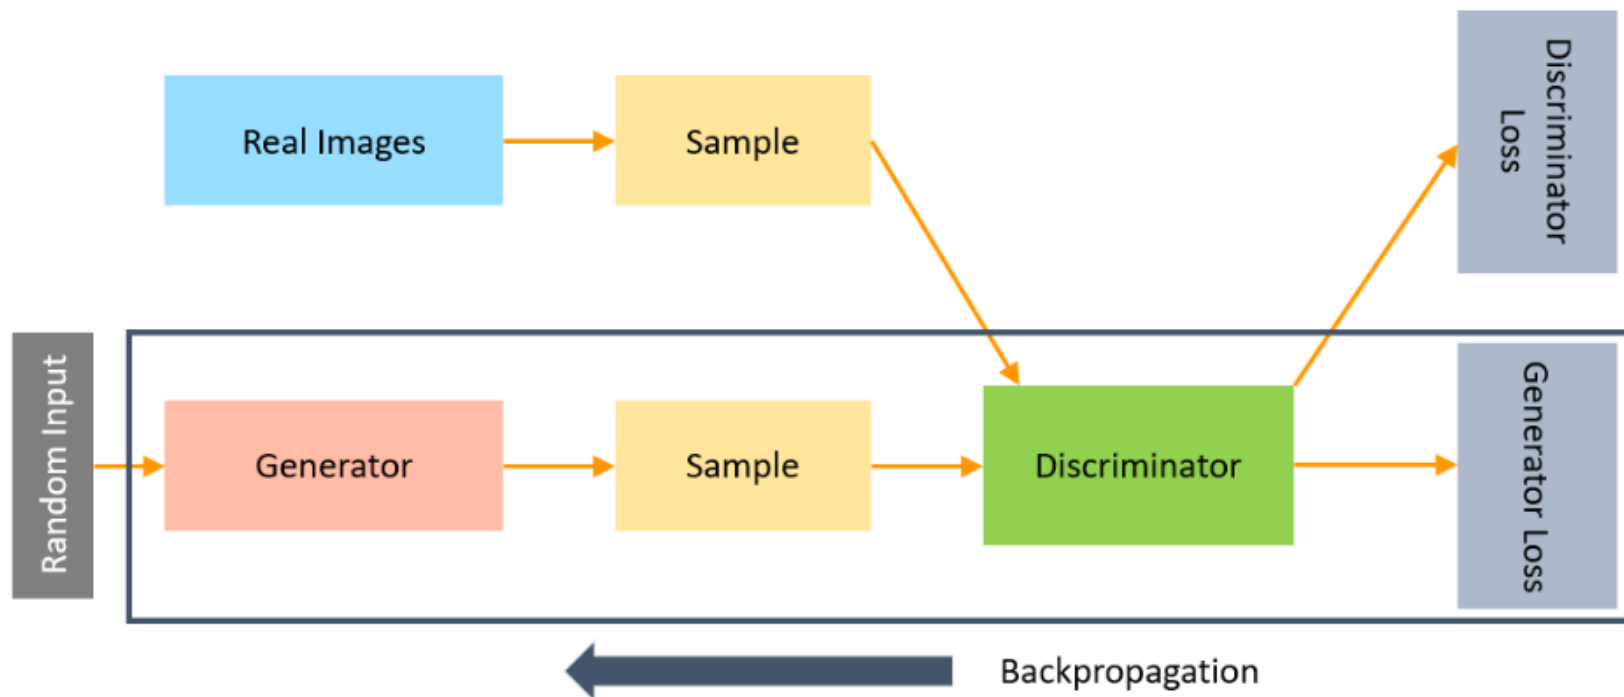 Real Images
Sample
Discriminator
Loss
Random Input
Generator
Sample
Discriminator
Generator Loss
Backpropagation